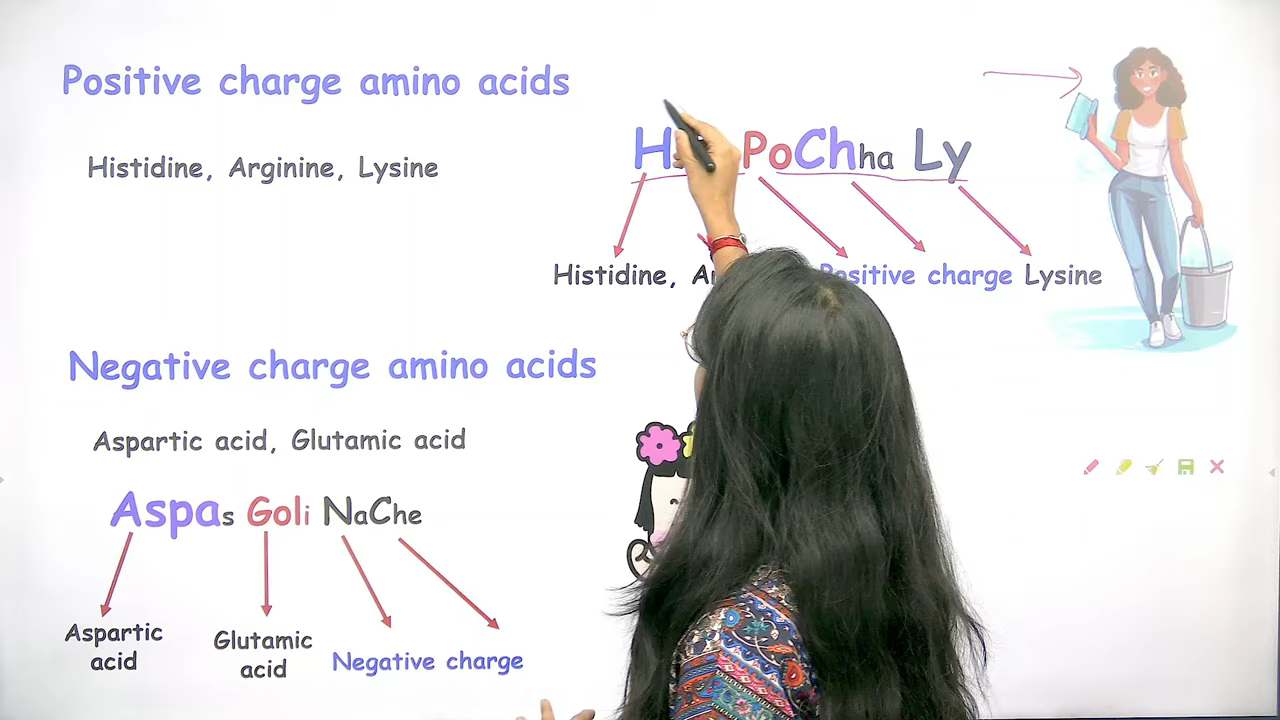 Positive charge amino acids
Histidine, Arginine, Lysine
PoChha Ly
Histidine, Positive charge Lysine
Negative charge amino acids
Aspartic acid, Glutamic acid
Aspas Goli NaChe
Aspartic acid
Glutamic acid
Negative charge